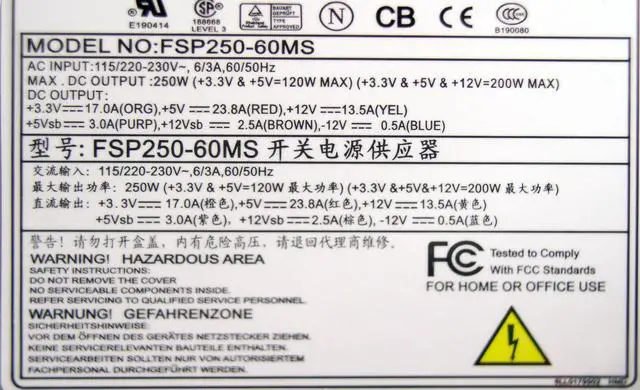 E190414
SA
188668
LEVEL 3
BAUART
GEPRÜFT
TYPE
APPROVED
N
CB
CE
CCC
B190080
MODEL NO:FSP250-60MS
AC INPUT:115/220-230V~, 6/3A,60/50Hz
MAX. DC OUTPUT:250W (+3.3V & +5V=120W MAX) (+3.3V & +5V & +12V=200W MAX)
DC OUTPUT:
+3.3V⎓17.0A(ORG),+5V⎓23.8A(RED),+12V⎓13.5A(YEL)
+5Vsb⎓3.0A(PURP),+12Vsb⎓2.5A(BROWN),-12V⎓0.5A(BLUE)
型号: FSP250-60MS 开关电源供应器
交流输入: 115/220-230V~,6/3A,60/50Hz
最大输出功率: 250W (+3.3V &+5V=120W 最大功率) (+3.3V &+5V&+12V=200W 最大功率)
直流输出: +3.3V⎓17.0A(橙色),+5V⎓23.8A(红色),+12V⎓13.5A(黄色)
+5Vsb⎓3.0A(紫色), +12Vsb⎓2.5A(棕色), -12V⎓0.5A(蓝色)
警告! 请勿打开盒盖, 内有危险高压, 请退回代理商维修.
WARNING! HAZARDOUS AREA
SAFETY INSTRUCTIONS:
DO NOT REMOVE THE COVER
NO SERVICEABLE COMPONENTS INSIDE.
REFER SERVICING TO QUALIFIED SERVICE PERSONNEL.
WARNUNG! GEFAHRENZONE
SICHERHEITSHINWEISE:
VOR DEM ÖFFNEN DES GERÄTES NETZSTECKER ZIEHEN.
KEINE SERVICERELEVANTEN BAUTEILE ENTHALTEN.
SERVICEARBEITEN SOLLTEN NUR VON AUTORISIERTEM
FACHPERSONAL DURCHGEFÜHRT WERDEN.
FCC
Tested to Comply
With FCC Standards
FOR HOME OR OFFICE USE